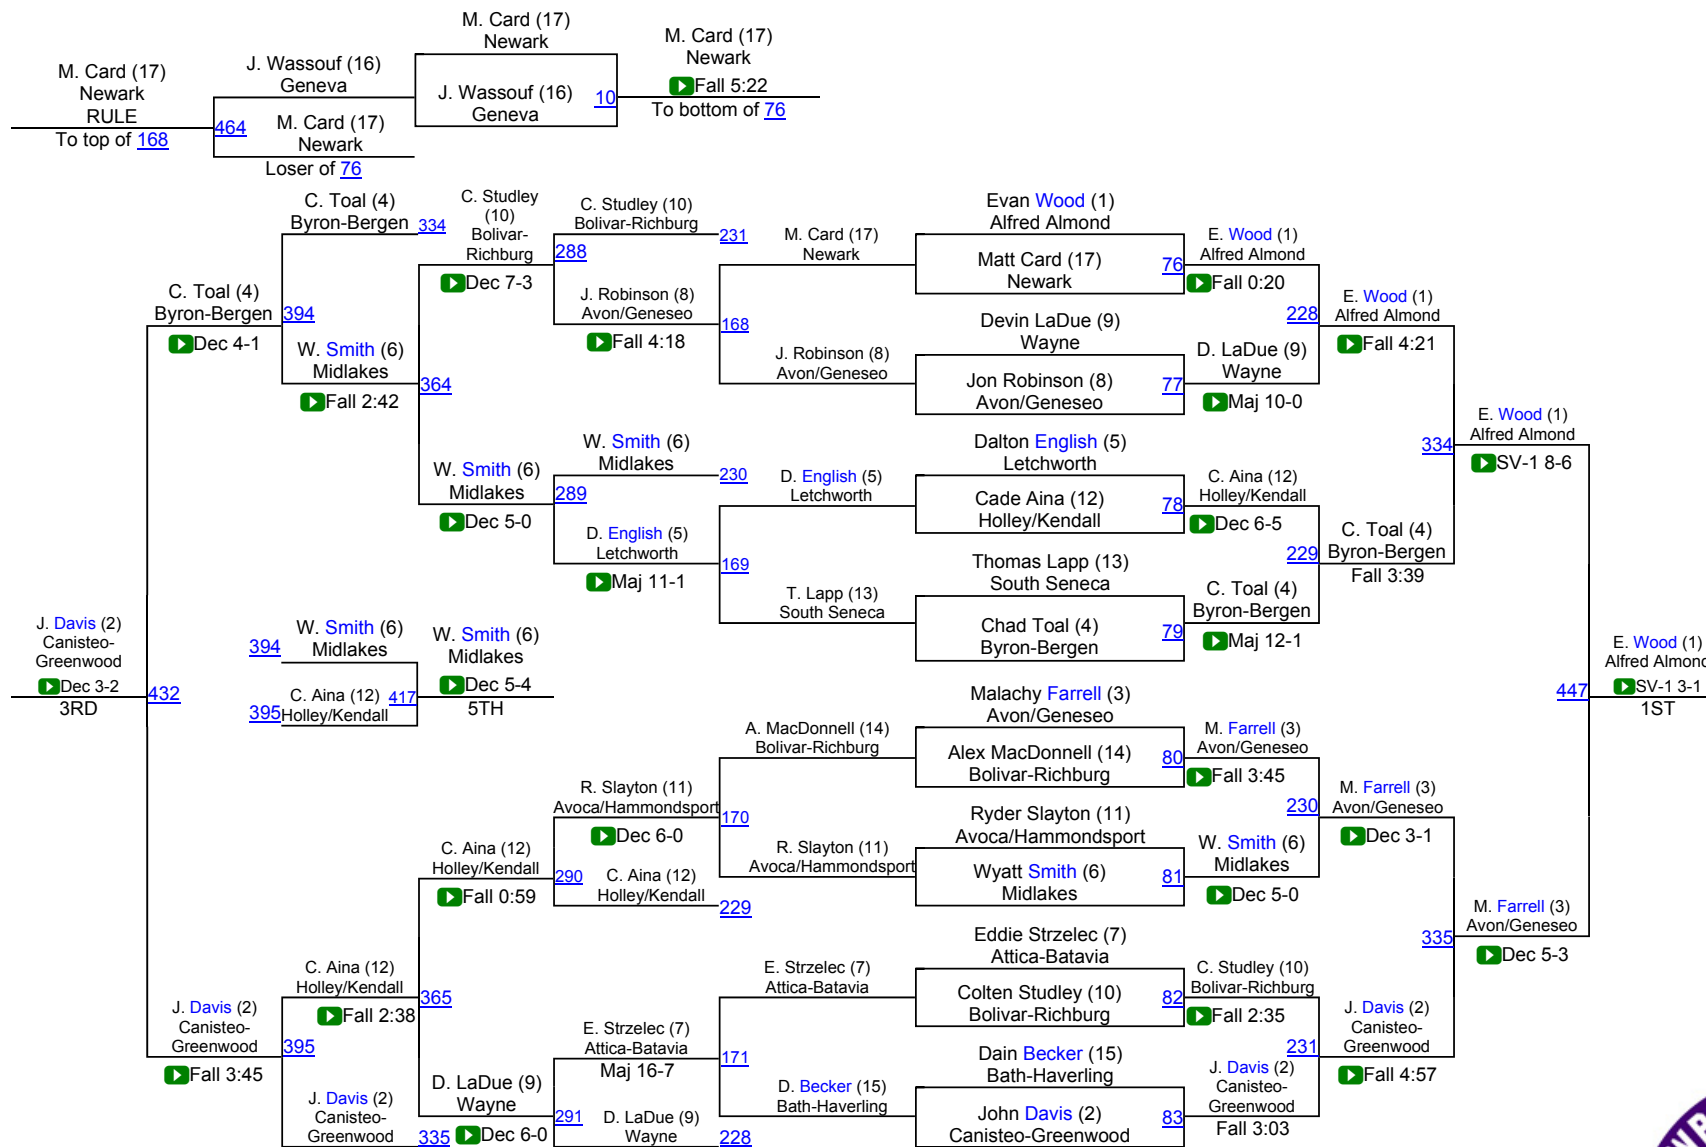 M. Card (17)
Newark
RULE
To top of 168
J. Wassouf (16)
Geneva
464
M. Card (17)
Newark
Loser of 76
M. Card (17)
Newark
J. Wassouf (16)
Geneva
10
M. Card (17)
Newark
Fall 5:22
To bottom of 76
J. Davis (2)
Canisteo-
Greenwood
Dec 3-2
3RD
432
C. Toal (4)
Byron-Bergen
Dec 4-1
J. Davis (2)
Canisteo-
Greenwood
Fall 3:45
C. Toal (4)
Byron-Bergen
334
394
W. Smith (6)
Midlakes
Fall 2:42
394
W. Smith (6)
Midlakes
395
C. Aina (12)
Holley/Kendall
417
W. Smith (6)
Midlakes
Dec 5-4
5TH
C. Aina (12)
Holley/Kendall
Fall 2:38
395
J. Davis (2)
Canisteo-
Greenwood
335
C. Studley
(10)
Bolivar-
Richburg
Dec 7-3
364
W. Smith (6)
Midlakes
Dec 5-0
C. Aina (12)
Holley/Kendall
Fall 0:59
365
D. LaDue (9)
Wayne
Dec 6-0
C. Studley (10)
Bolivar-Richburg
231
288
J. Robinson (8)
Avon/Geneseo
Fall 4:18
W. Smith (6)
Midlakes
230
289
D. English (5)
Letchworth
Maj 11-1
R. Slayton (11)
Avoca/Hammondsport
Dec 6-0
290
C. Aina (12)
Holley/Kendall
229
E. Strzelec (7)
Attica-Batavia
Maj 16-7
291
D. LaDue (9)
Wayne
228
M. Card (17)
Newark
168
J. Robinson (8)
Avon/Geneseo
D. English (5)
Letchworth
169
T. Lapp (13)
South Seneca
A. MacDonnell (14)
Bolivar-Richburg
170
R. Slayton (11)
Avoca/Hammondsport
E. Strzelec (7)
Attica-Batavia
171
D. Becker (15)
Bath-Haverling
Evan Wood (1)
Alfred Almond
Matt Card (17)
Newark
76
Devin LaDue (9)
Wayne
Jon Robinson (8)
Avon/Geneseo
77
Dalton English (5)
Letchworth
Cade Aina (12)
Holley/Kendall
78
Thomas Lapp (13)
South Seneca
Chad Toal (4)
Byron-Bergen
79
Malachy Farrell (3)
Avon/Geneseo
Alex MacDonnell (14)
Bolivar-Richburg
80
Ryder Slayton (11)
Avoca/Hammondsport
Wyatt Smith (6)
Midlakes
81
Eddie Strzelec (7)
Attica-Batavia
Colten Studley (10)
Bolivar-Richburg
82
Dain Becker (15)
Bath-Haverling
John Davis (2)
Canisteo-Greenwood
83
E. Wood (1)
Alfred Almond
Fall 0:20
228
D. LaDue (9)
Wayne
Maj 10-0
C. Aina (12)
Holley/Kendall
Dec 6-5
229
C. Toal (4)
Byron-Bergen
Maj 12-1
M. Farrell (3)
Avon/Geneseo
Fall 3:45
230
W. Smith (6)
Midlakes
Dec 5-0
C. Studley (10)
Bolivar-Richburg
Fall 2:35
231
J. Davis (2)
Canisteo-
Greenwood
Fall 3:03
E. Wood (1)
Alfred Almond
Fall 4:21
334
C. Toal (4)
Byron-Bergen
Fall 3:39
M. Farrell (3)
Avon/Geneseo
Dec 3-1
335
J. Davis (2)
Canisteo-
Greenwood
Fall 4:57
E. Wood (1)
Alfred Almond
SV-1 8-6
447
M. Farrell (3)
Avon/Geneseo
Dec 5-3
E. Wood (1)
Alfred Almond
SV-1 3-1
1ST